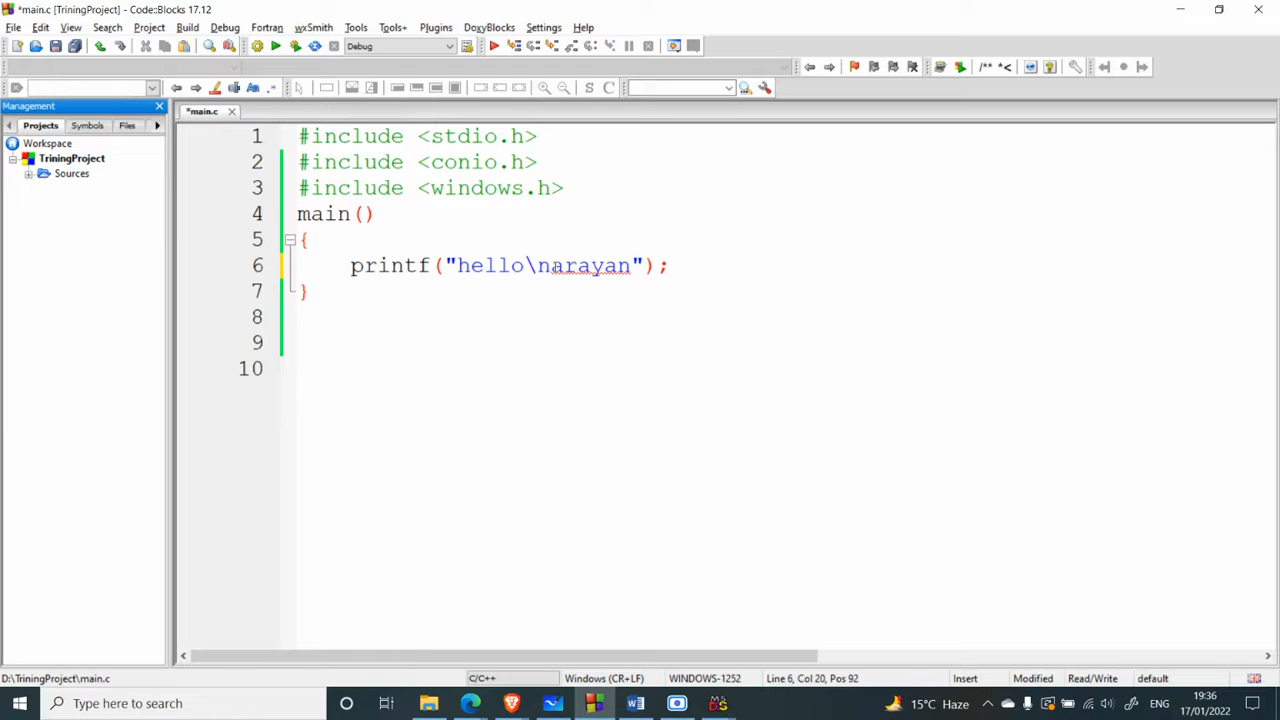 *main.c [TriningProject] - Code::Blocks 17.12
File Edit View Search Project Build Debug Fortran wxSmith Tools Tools+ Plugins DoxyBlocks Settings Help
Debug
/** *<
S C
Management
*main.c
Projects Symbols Files
Workspace
TriningProject
Sources
1 #include <stdio.h>
2 #include <conio.h>
3 #include <windows.h>
4 main()
5 {
6 printf("hello\narayan");
7 }
8
9
10
D:\TriningProject\main.c C/C++ Windows (CR+LF) WINDOWS-1252 Line 6, Col 20, Pos 92 Insert Modified Read/Write default
Type here to search
15°C Haze ENG 19:36
17/01/2022